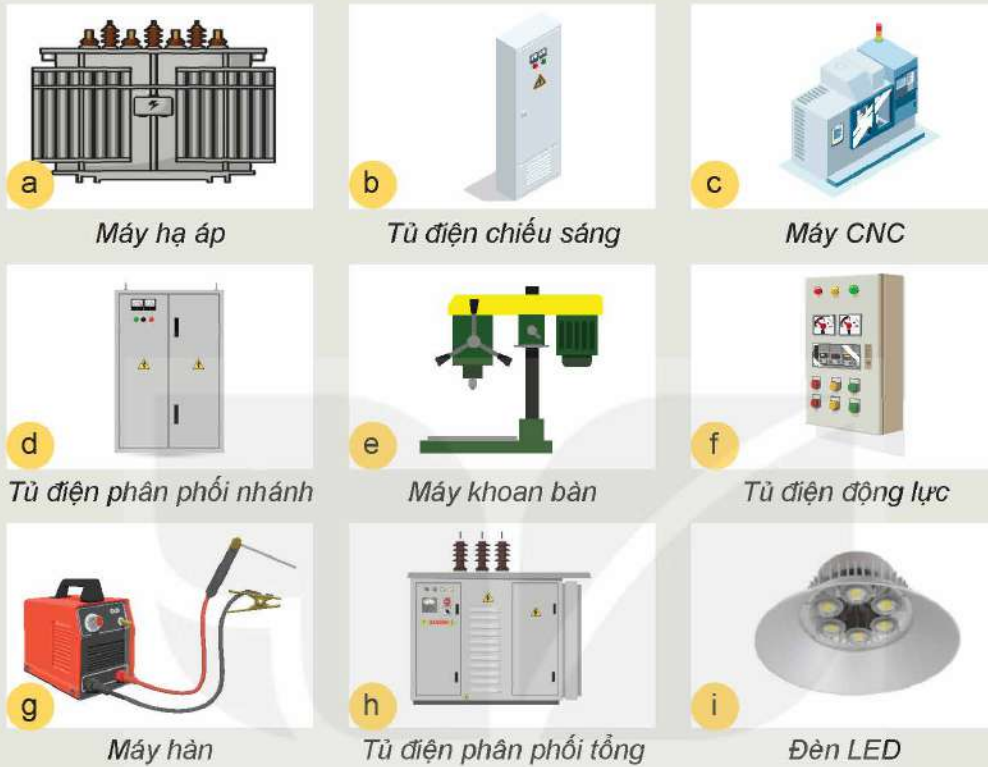 a
Máy hạ áp
b
Tủ điện chiếu sáng
c
Máy CNC
d
Tủ điện phân phối nhánh
e
Máy khoan bàn
f
Tủ điện động lực
g
Máy hàn
h
Tủ điện phân phối tổng
i
Đèn LED